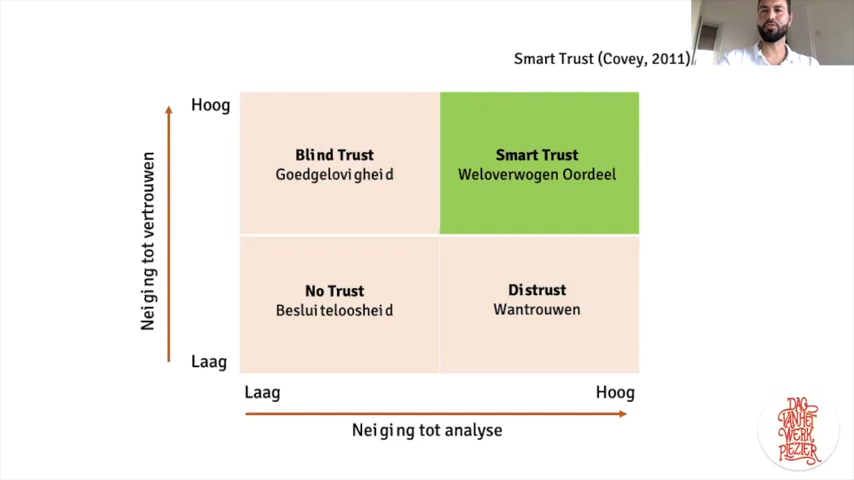 Smart Trust (Covey, 2011)
Hoog
Neiging tot vertrouwen
Blind Trust
Goedgelovigheid
Smart Trust
Weloverwogen Oordeel
No Trust
Besluiteloosheid
Distrust
Wantrouwen
Laag
Laag
Hoog
Neiging tot analyse
DAG
VAN HET
WERK
PLEZIER